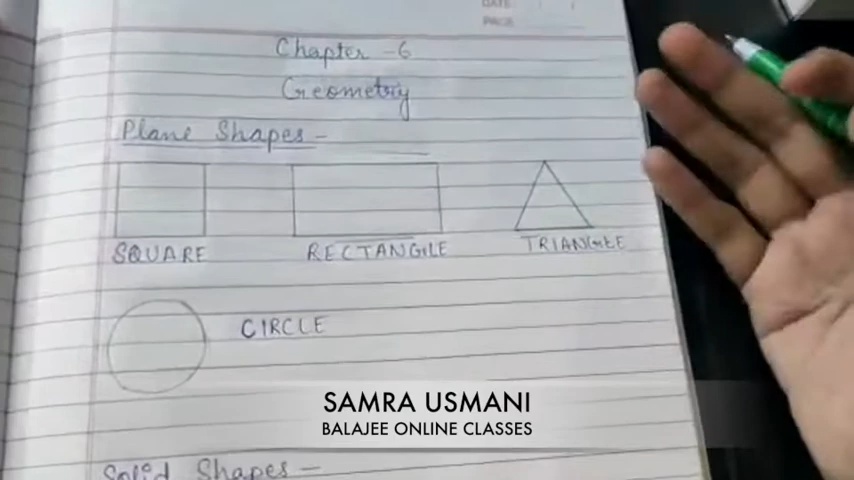 DATE
PAGE
Chapter - 6
Geometry
Plane Shapes -
SQUARE RECTANGLE TRIANGLE
CIRCLE
SAMRA USMANI
BALAJEE ONLINE CLASSES
Solid Shapes -